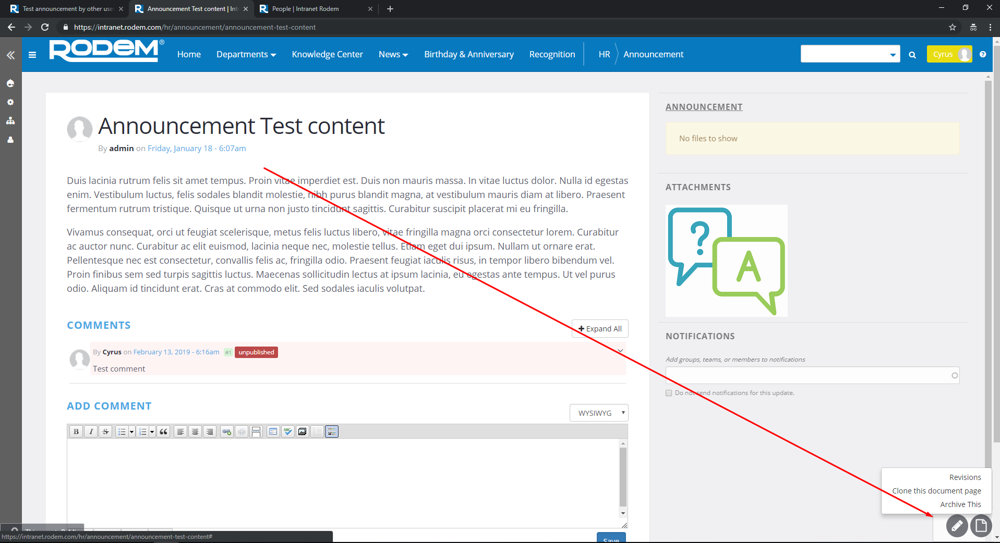 Test announcement by other use
Announcement Test content | Int
People | Intranet Rodem
https://intranet.rodem.com/hr/announcement/announcement-test-content
RODEM®
Home
Departments
Knowledge Center
News
Birthday & Anniversary
Recognition
HR
Announcement
Cyrus
Announcement Test content
By admin on Friday, January 18 - 6:07am
Duis lacinia rutrum felis sit amet tempus. Proin vitae imperdiet est. Duis non mauris massa. In vitae luctus dolor. Nulla id egestas
enim. Vestibulum luctus, felis sodales blandit molestie, nibh purus blandit magna, at vestibulum mauris diam at libero. Praesent
fermentum rutrum tristique. Quisque ut urna non justo tincidunt sagittis. Curabitur suscipit placerat mi eu fringilla.
Vivamus consequat, orci ut feugiat scelerisque, metus felis luctus libero, vitae fringilla magna orci consectetur lorem. Curabitur
ac auctor nunc. Curabitur ac elit euismod, lacinia neque nec, molestie tellus. Etiam eget dui ipsum. Nullam ut ornare erat.
Pellentesque nec est consectetur, convallis felis ac, fringilla odio. Praesent feugiat iaculis risus, in tempor libero bibendum vel.
Proin finibus sem sed turpis sagittis luctus. Maecenas sollicitudin lectus at ipsum lacinia, eu egestas ante tempus. Ut vel purus
odio. Aliquam id tincidunt erat. Cras at commodo elit. Sed sodales iaculis volutpat.
COMMENTS
Expand All
By Cyrus on February 13, 2019 - 6:16am #1 unpublished
Test comment
ADD COMMENT
WYSIWYG
B I S
ABC
Save
ANNOUNCEMENT
No files to show
ATTACHMENTS
? A
NOTIFICATIONS
Add groups, teams, or members to notifications
Do not send notifications for this update.
Revisions
Clone this document page
Archive This
https://intranet.rodem.com/hr/announcement/announcement-test-content#